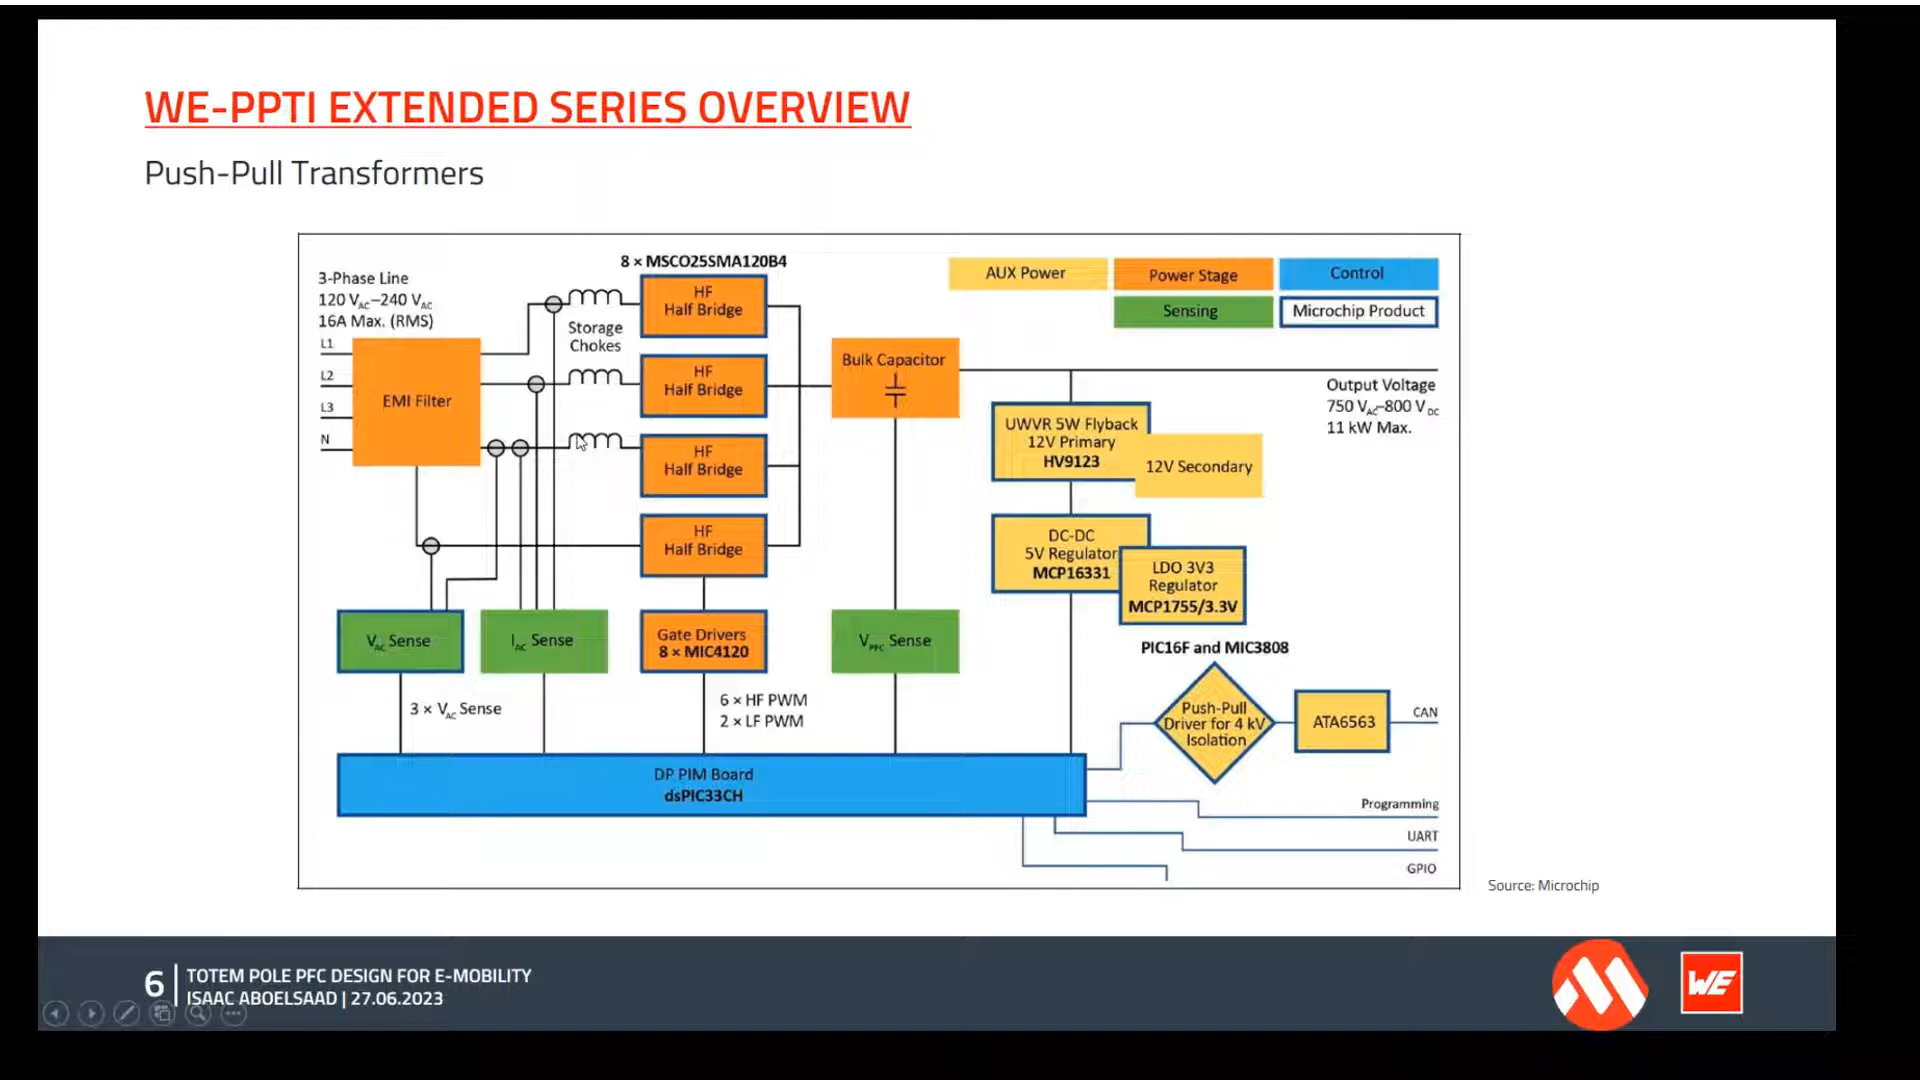 WE-PPTI EXTENDED SERIES OVERVIEW
Push-Pull Transformers
8 × MSCO25SMA120B4
3-Phase Line
120 VAC–240 VAC
16A Max. (RMS)
L1
L2
L3
N
EMI Filter
Storage
Chokes
HF
Half Bridge
HF
Half Bridge
HF
Half Bridge
HF
Half Bridge
Bulk Capacitor
AUX Power
Power Stage
Control
Sensing
Microchip Product
Output Voltage
750 VAC–800 VDC
11 kW Max.
UWVR 5W Flyback
12V Primary
HV9123
12V Secondary
DC-DC
5V Regulator
MCP16331
LDO 3V3
Regulator
MCP1755/3.3V
VAC Sense
IAC Sense
Gate Drivers
8 × MIC4120
VPFC Sense
PIC16F and MIC3808
Push-Pull
Driver for 4 kV
Isolation
ATA6563
CAN
3 × VAC Sense
6 × HF PWM
2 × LF PWM
DP PIM Board
dsPIC33CH
Programming
UART
GPIO
Source: Microchip
6
TOTEM POLE PFC DESIGN FOR E-MOBILITY
ISAAC ABOELSAAD | 27.06.2023
WE